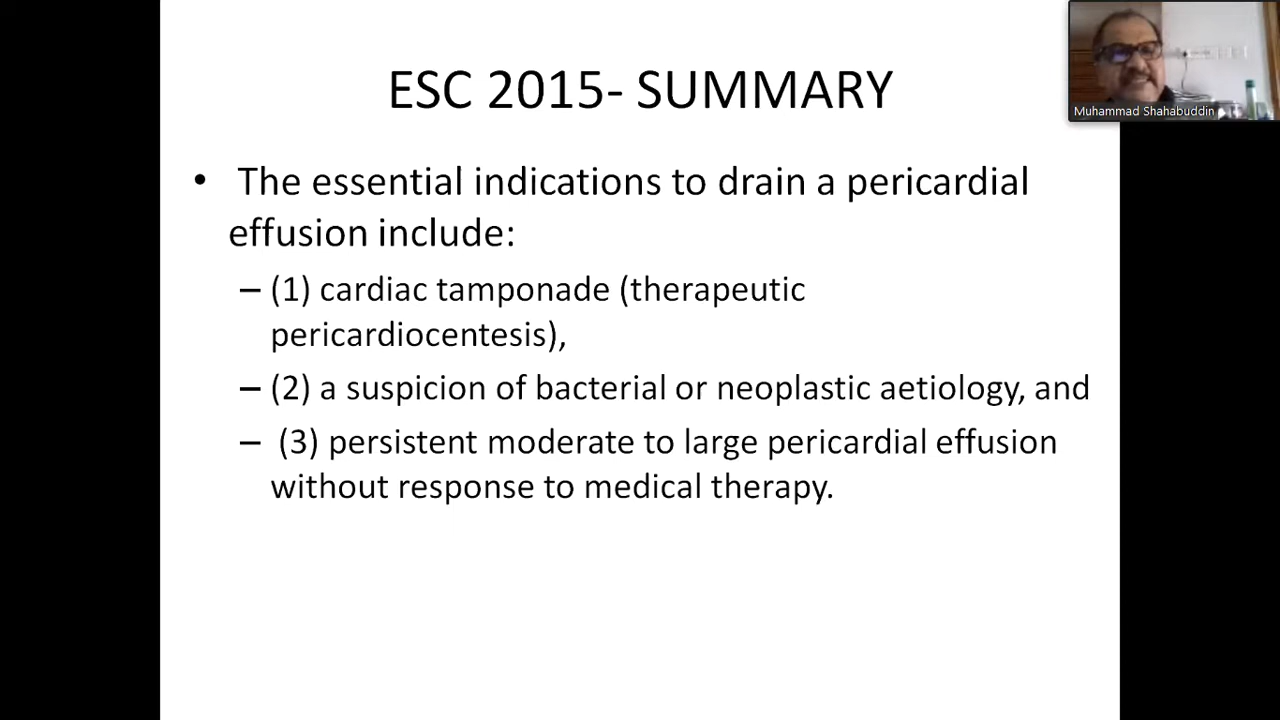 ESC 2015- SUMMARY
Muhammad Shahabuddin
• The essential indications to drain a pericardial
effusion include:
– (1) cardiac tamponade (therapeutic
pericardiocentesis),
– (2) a suspicion of bacterial or neoplastic aetiology, and
– (3) persistent moderate to large pericardial effusion
without response to medical therapy.